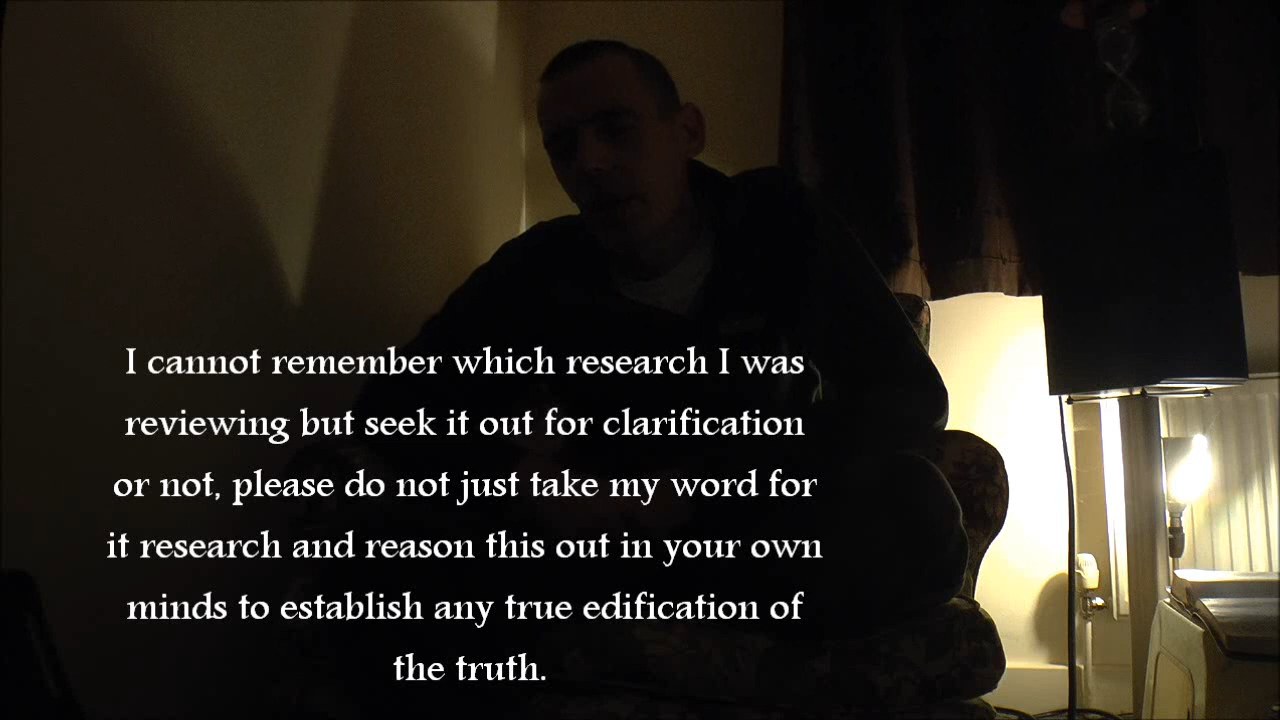 I cannot remember which research I was
reviewing but seek it out for clarification
or not, please do not just take my word for
it research and reason this out in your own
minds to establish any true edification of
the truth.